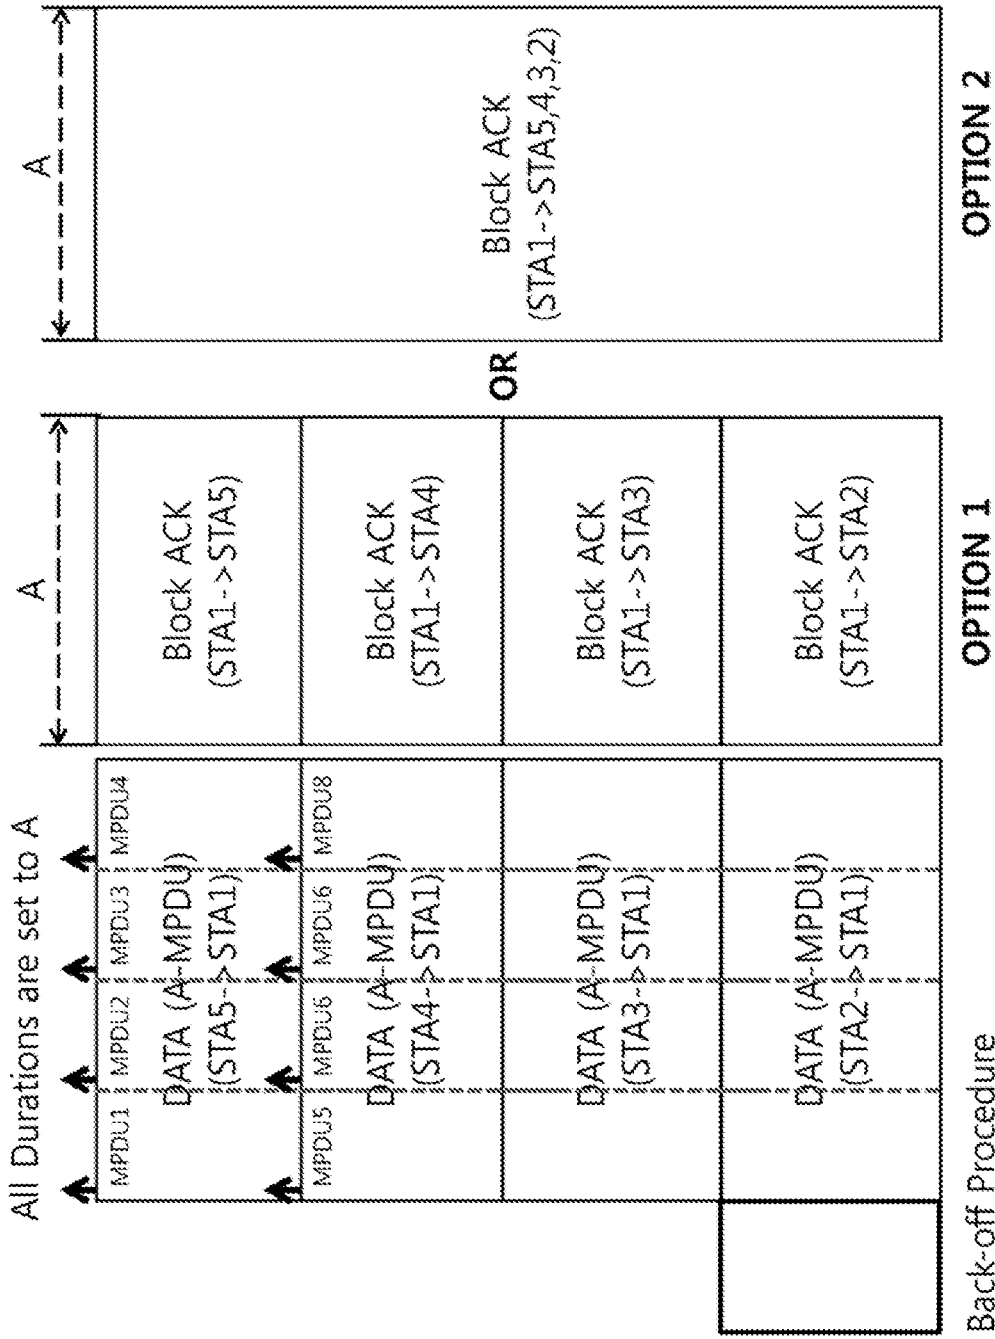 All Durations are set to A
MPDU1
MPDU2
MPDU3
MPDU4
DATA (A-MPDU)
(STA5->STA1)
MPDU5
MPDU6
MPDU6
MPDU8
DATA (A-MPDU)
(STA4->STA1)
DATA (A-MPDU)
(STA3->STA1)
DATA (A-MPDU)
(STA2->STA1)
Back-off Procedure
A
Block ACK
(STA1->STA5)
Block ACK
(STA1->STA4)
Block ACK
(STA1->STA3)
Block ACK
(STA1->STA2)
OPTION 1
OR
A
Block ACK
(STA1->STA5,4,3,2)
OPTION 2